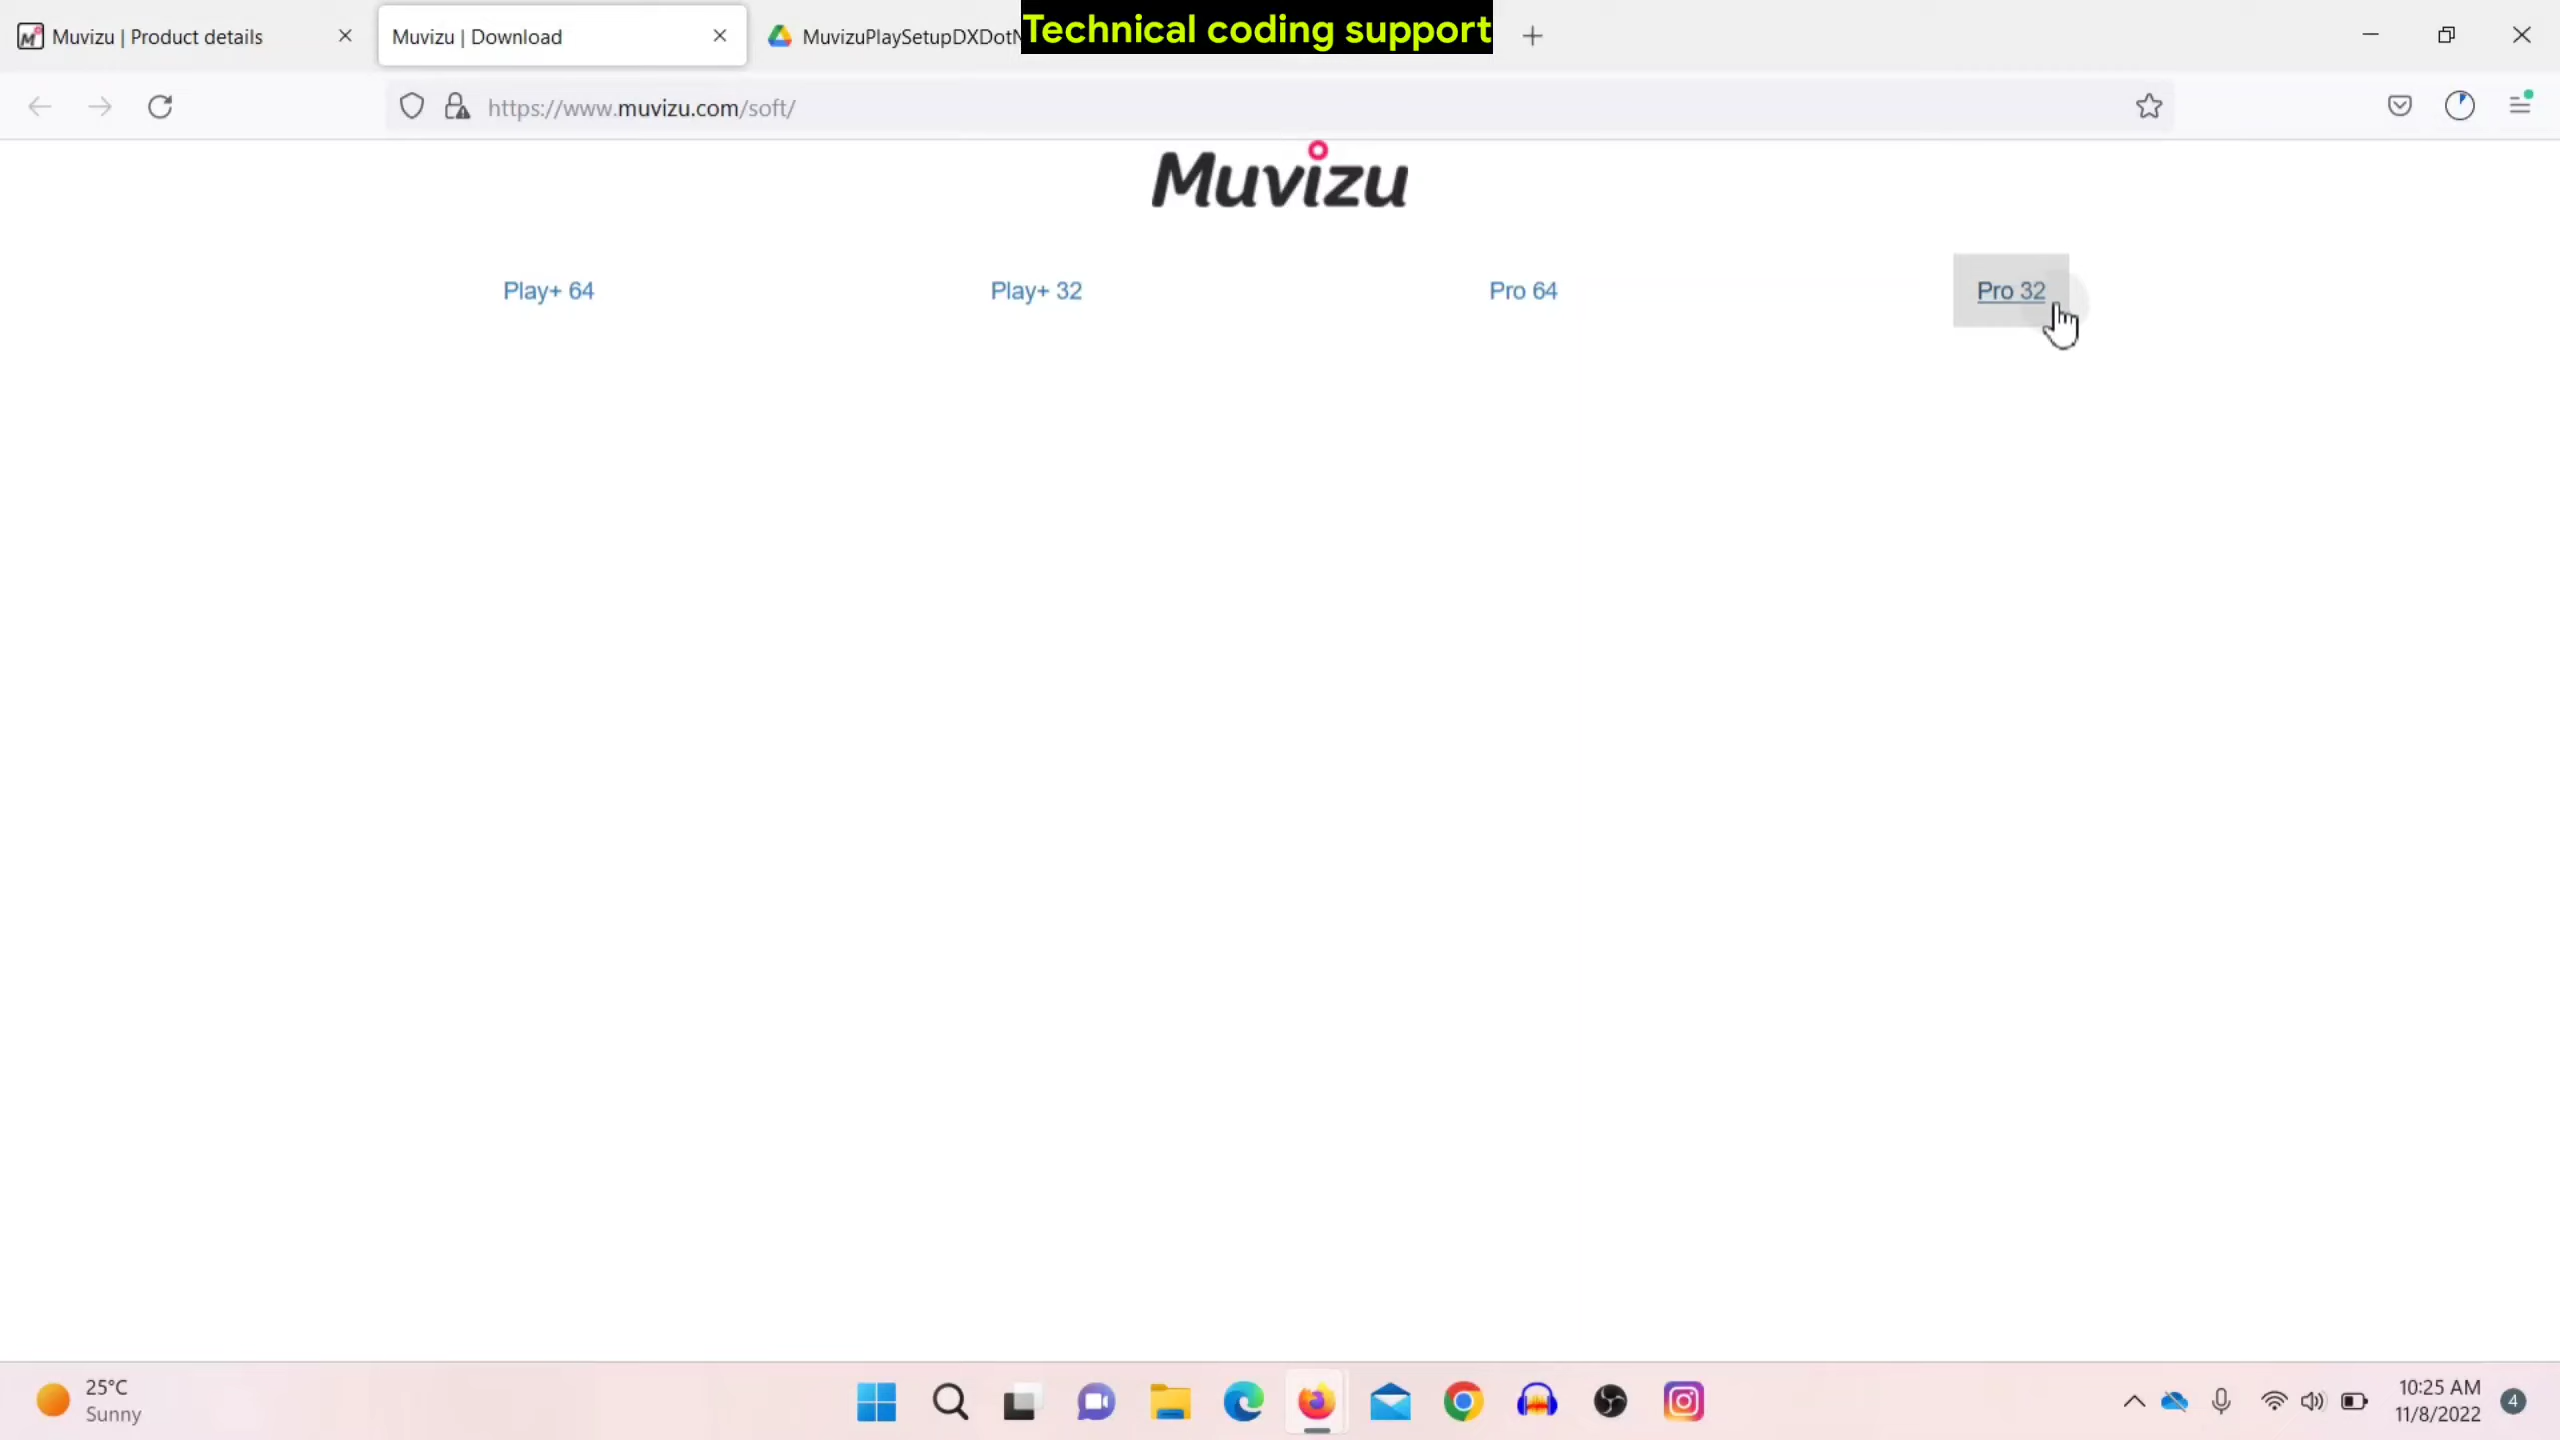 Muvizu | Product details
Muvizu | Download
MuvizuPlaySetupDXDotN
Technical coding support
https://www.muvizu.com/soft/
Muvizu
Play+ 64
Play+ 32
Pro 64
Pro 32
25°C
Sunny
10:25 AM
11/8/2022
4